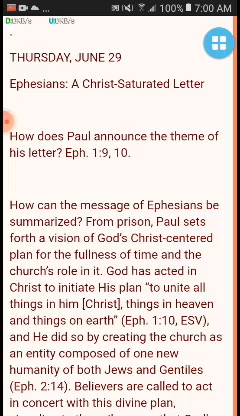 D:0KB/s U:0KB/s 100% 7:00 AM
THURSDAY, JUNE 29
Ephesians: A Christ-Saturated Letter
How does Paul announce the theme of
his letter? Eph. 1:9, 10.
How can the message of Ephesians be
summarized? From prison, Paul sets
forth a vision of God's Christ-centered
plan for the fullness of time and the
church's role in it. God has acted in
Christ to initiate His plan “to unite all
things in him [Christ], things in heaven
and things on earth” (Eph. 1:10, ESV),
and He did so by creating the church as
an entity composed of one new
humanity of both Jews and Gentiles
(Eph. 2:14). Believers are called to act
in concert with this divine plan,